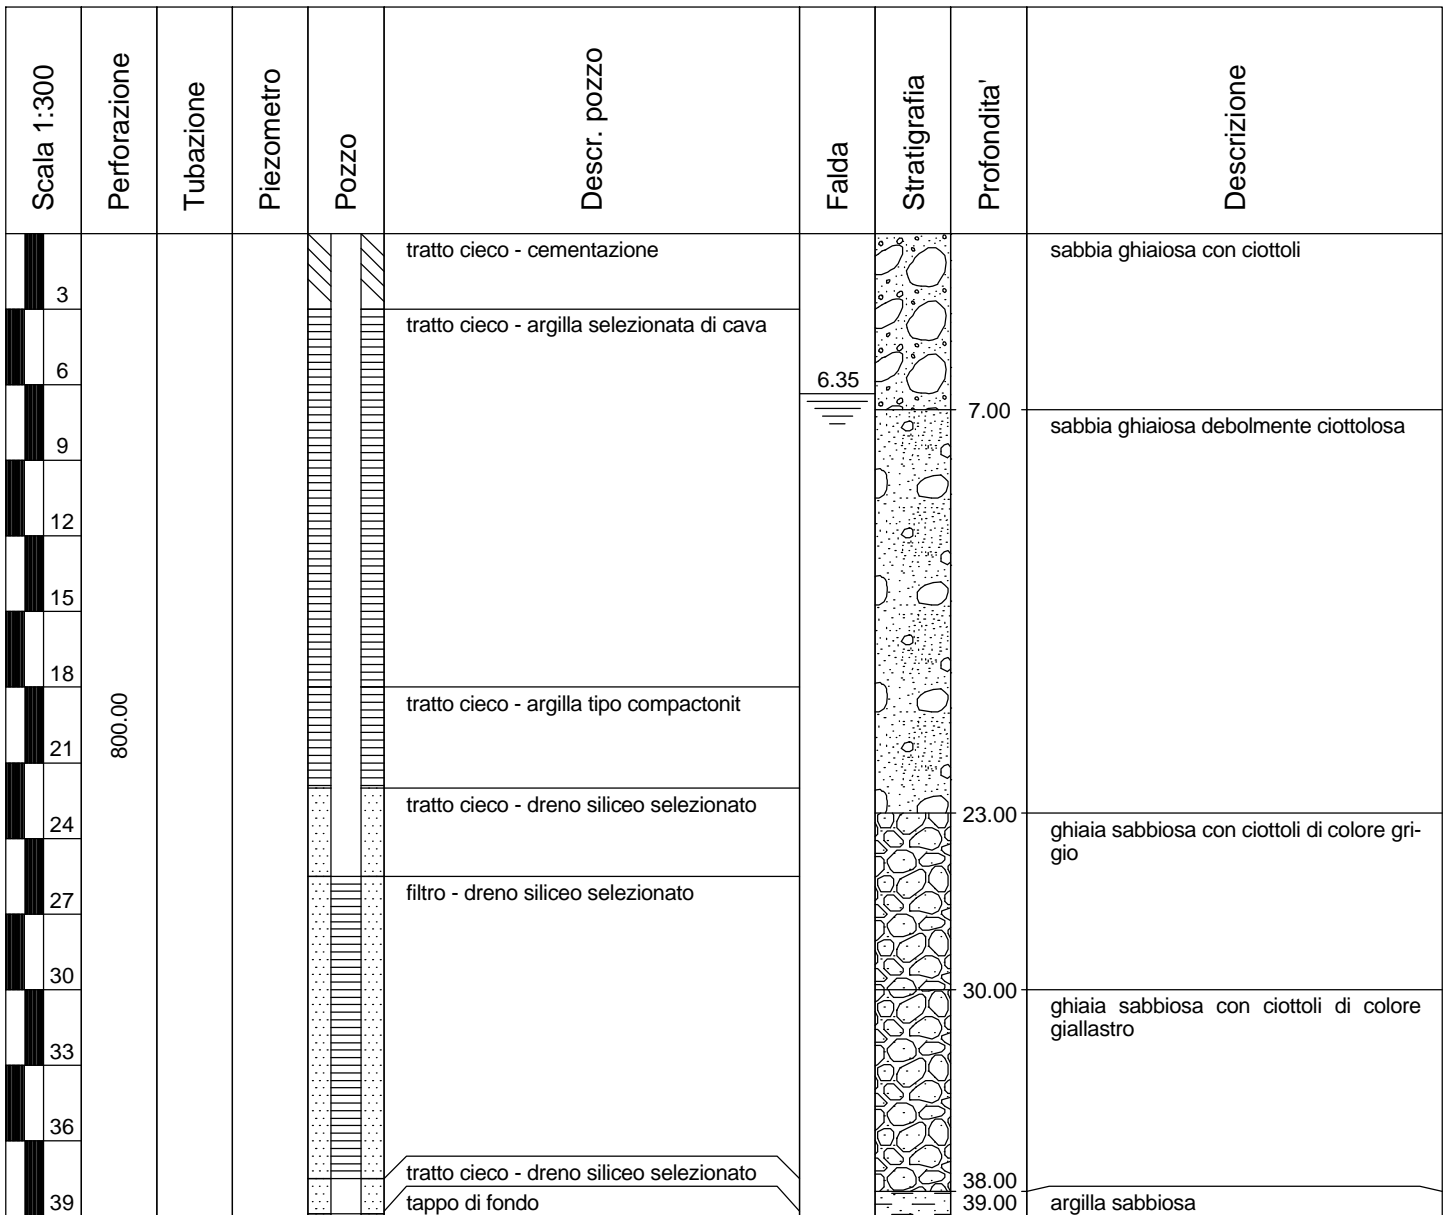 Scala 1:300
Perforazione
Tubazione
Piezometro
Pozzo
Descr. pozzo
Falda
Stratigrafia
Profondita'
Descrizione
tratto cieco - cementazione
sabbia ghiaiosa con ciottoli
3
tratto cieco - argilla selezionata di cava
6
6.35
7.00
sabbia ghiaiosa debolmente ciottolosa
9
12
15
18
tratto cieco - argilla tipo compactonit
800.00
21
tratto cieco - dreno siliceo selezionato
23.00
24
ghiaia sabbiosa con ciottoli di colore gri-
gio
filtro - dreno siliceo selezionato
27
30
30.00
ghiaia sabbiosa con ciottoli di colore
giallastro
33
36
tratto cieco - dreno siliceo selezionato
38.00
39
tappo di fondo
39.00
argilla sabbiosa